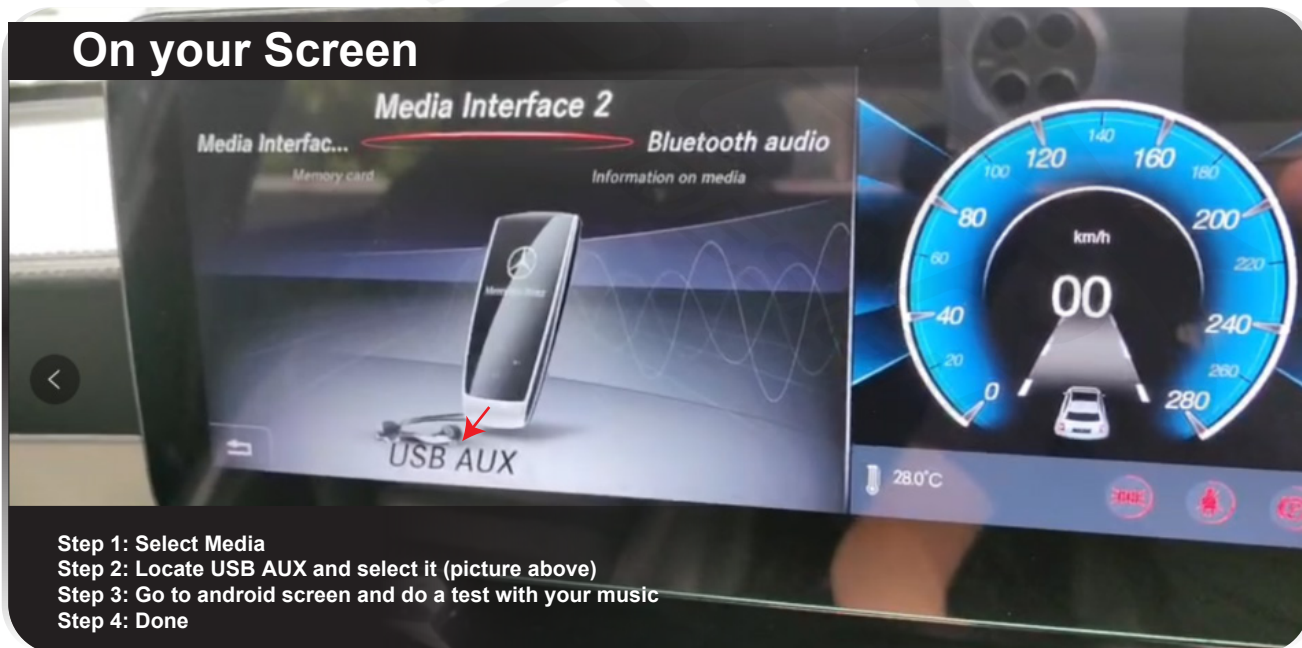 On your Screen
Media Interface 2
Media Interfac...
Bluetooth audio
Memory card
Information on media
USB AUX
140
120
160
100
180
80
200
km/h
60
220
00
40
240
20
260
0
280
28.0°C
Step 1: Select Media
Step 2: Locate USB AUX and select it (picture above)
Step 3: Go to android screen and do a test with your music
Step 4: Done